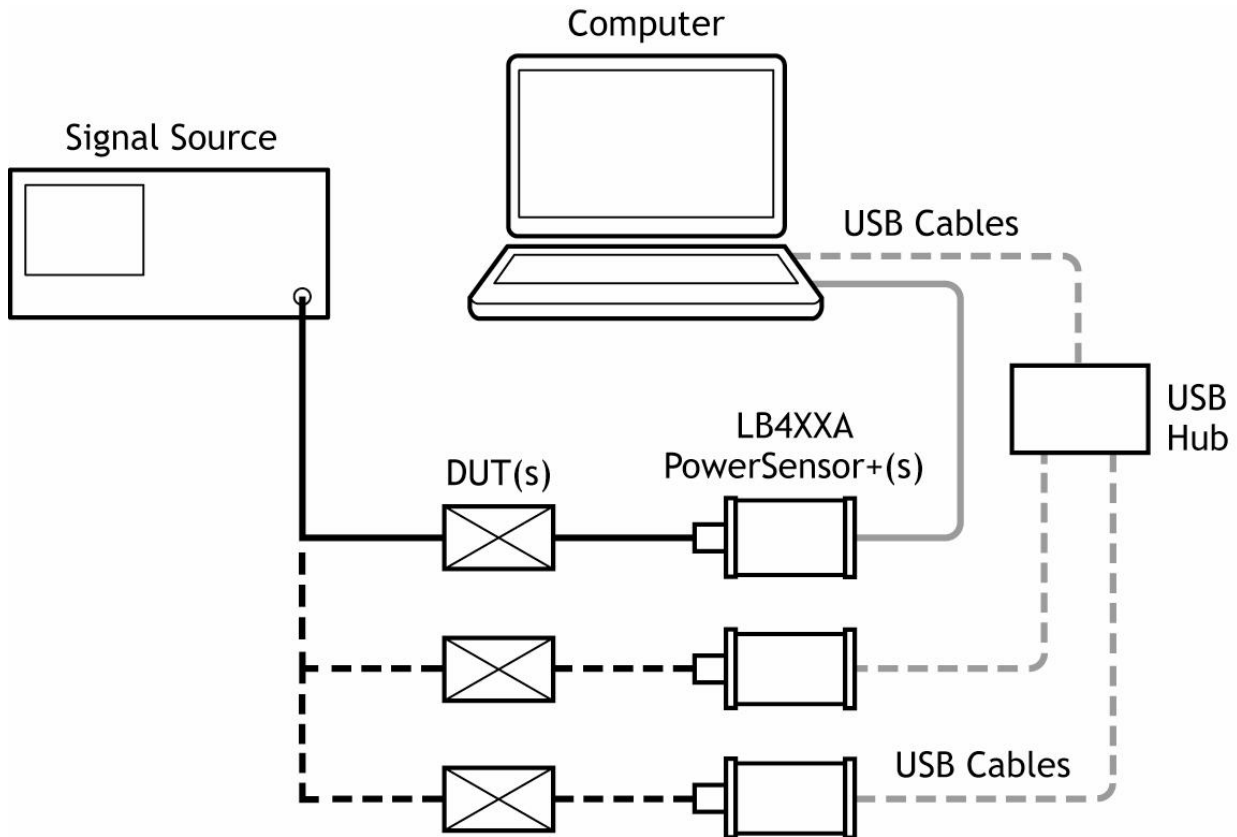 Computer
Signal Source
USB Cables
USB
Hub
LB4XXA
PowerSensor+(s)
DUT(s)
USB Cables